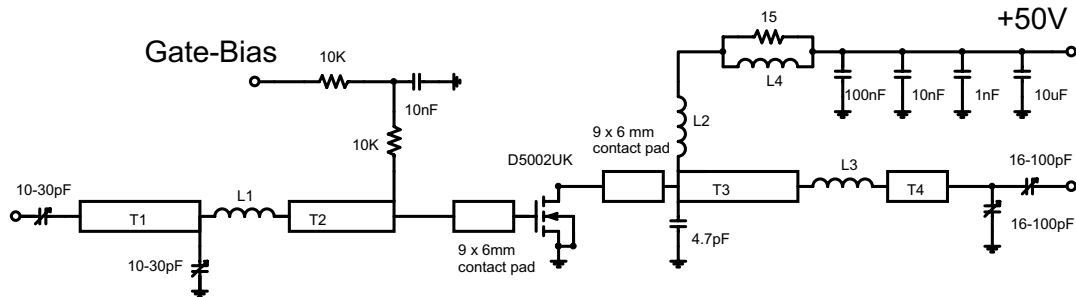 +50V
15
L4
Gate-Bias
10K
10nF
10K
100nF
10nF
1nF
10uF
L2
9 x 6 mm
contact pad
D5002UK
10-30pF
L1
T1
T2
T3
L3
T4
16-100pF
16-100pF
4.7pF
9 x 6mm
contact pad
10-30pF